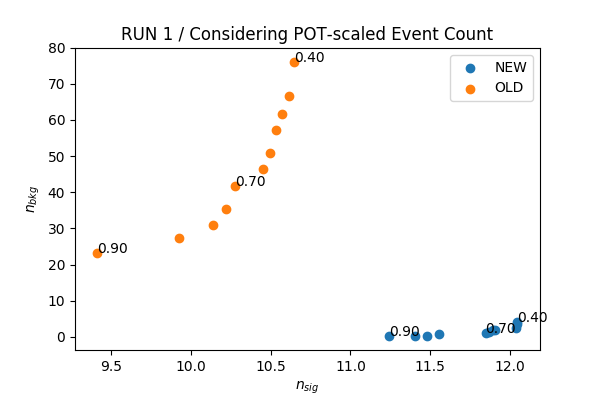 RUN 1 / Considering POT-scaled Event Count
NEW
OLD
80
70
60
50
40
30
20
10
0
n_bkg
0.40
0.70
0.90
0.90
0.70
0.40
9.5 10.0 10.5 11.0 11.5 12.0
n_sig